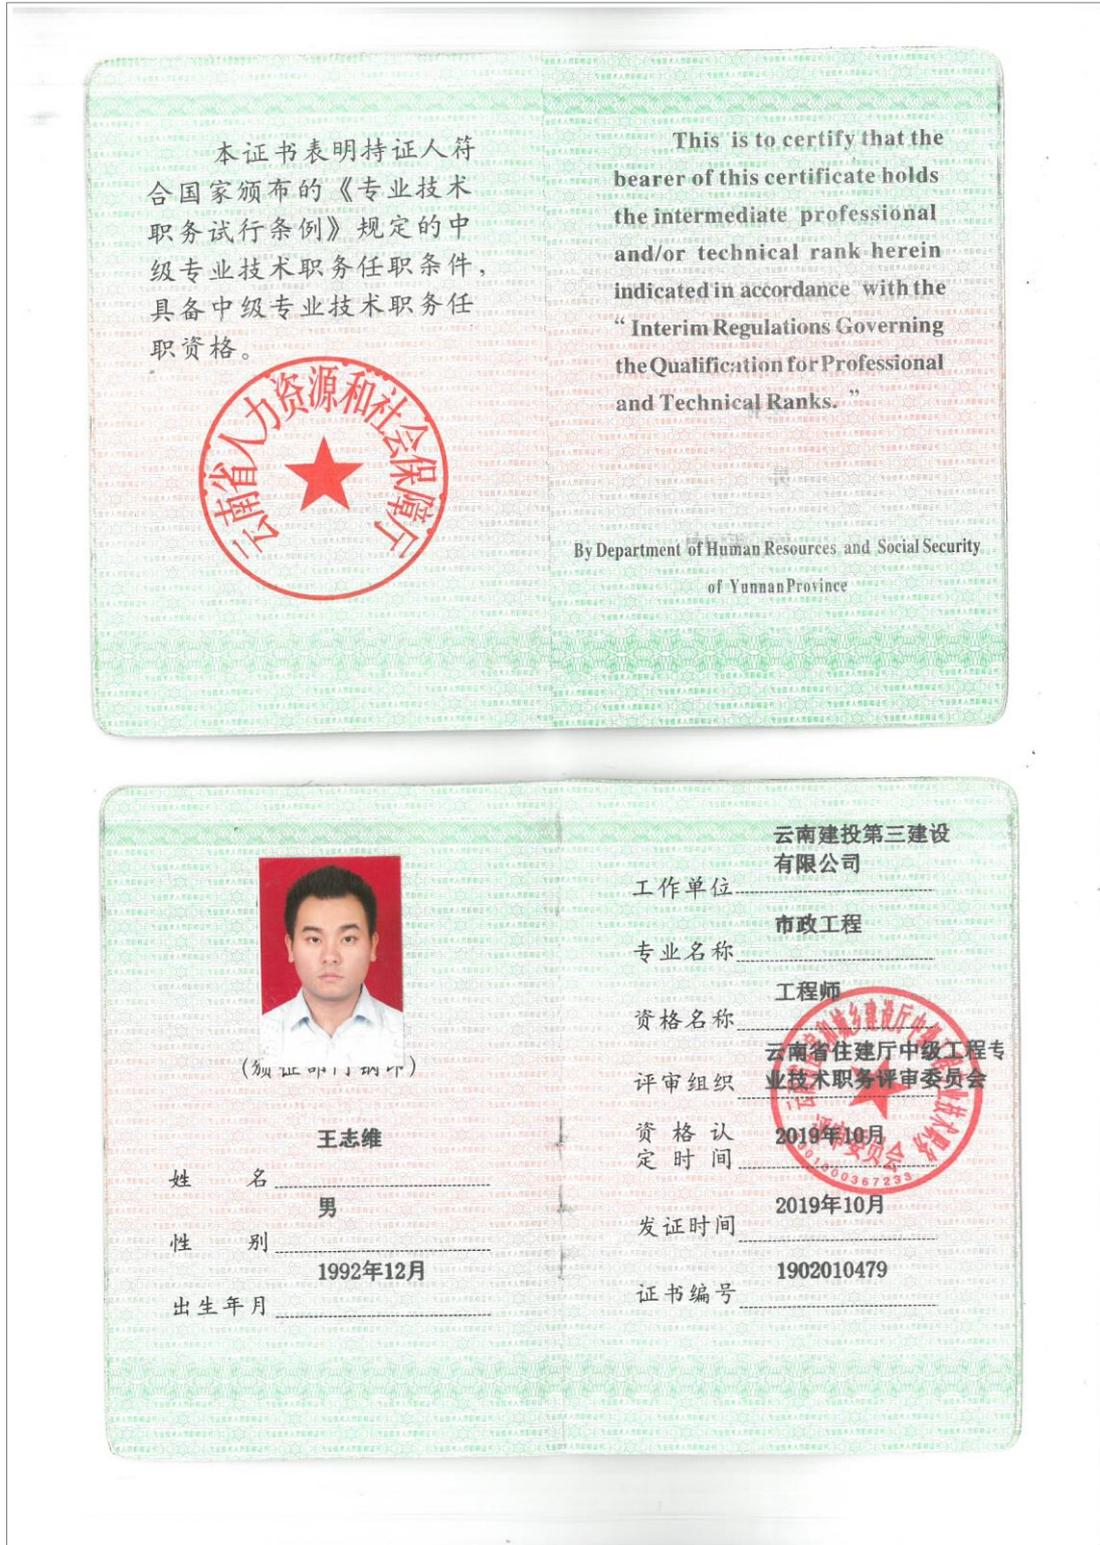 本证书表明持证人符
合国家颁布的《专业技术
职务试行条例》规定的中
级专业技术职务任职条件,
具备中级专业技术职务任
职资格。
云南省人力资源和社会保障厅
This is to certify that the
bearer of this certificate holds
the intermediate professional
and/or technical rank herein
indicated in accordance with the
“ Interim Regulations Governing
the Qualification for Professional
and Technical Ranks. ”
By Department of Human Resources and Social Security
of Yunnan Province
(颁证部门钢印)
王志维
姓 名
男
性 别
1992年12月
出生年月
云南建投第三建设
有限公司
工作单位
市政工程
专业名称
工程师
资格名称
云南省住建厅中级工程专
业技术职务评审委员会
评审组织
资格认
定时间
2019年10月
2019年10月
发证时间
1902010479
证书编号
评审委员会